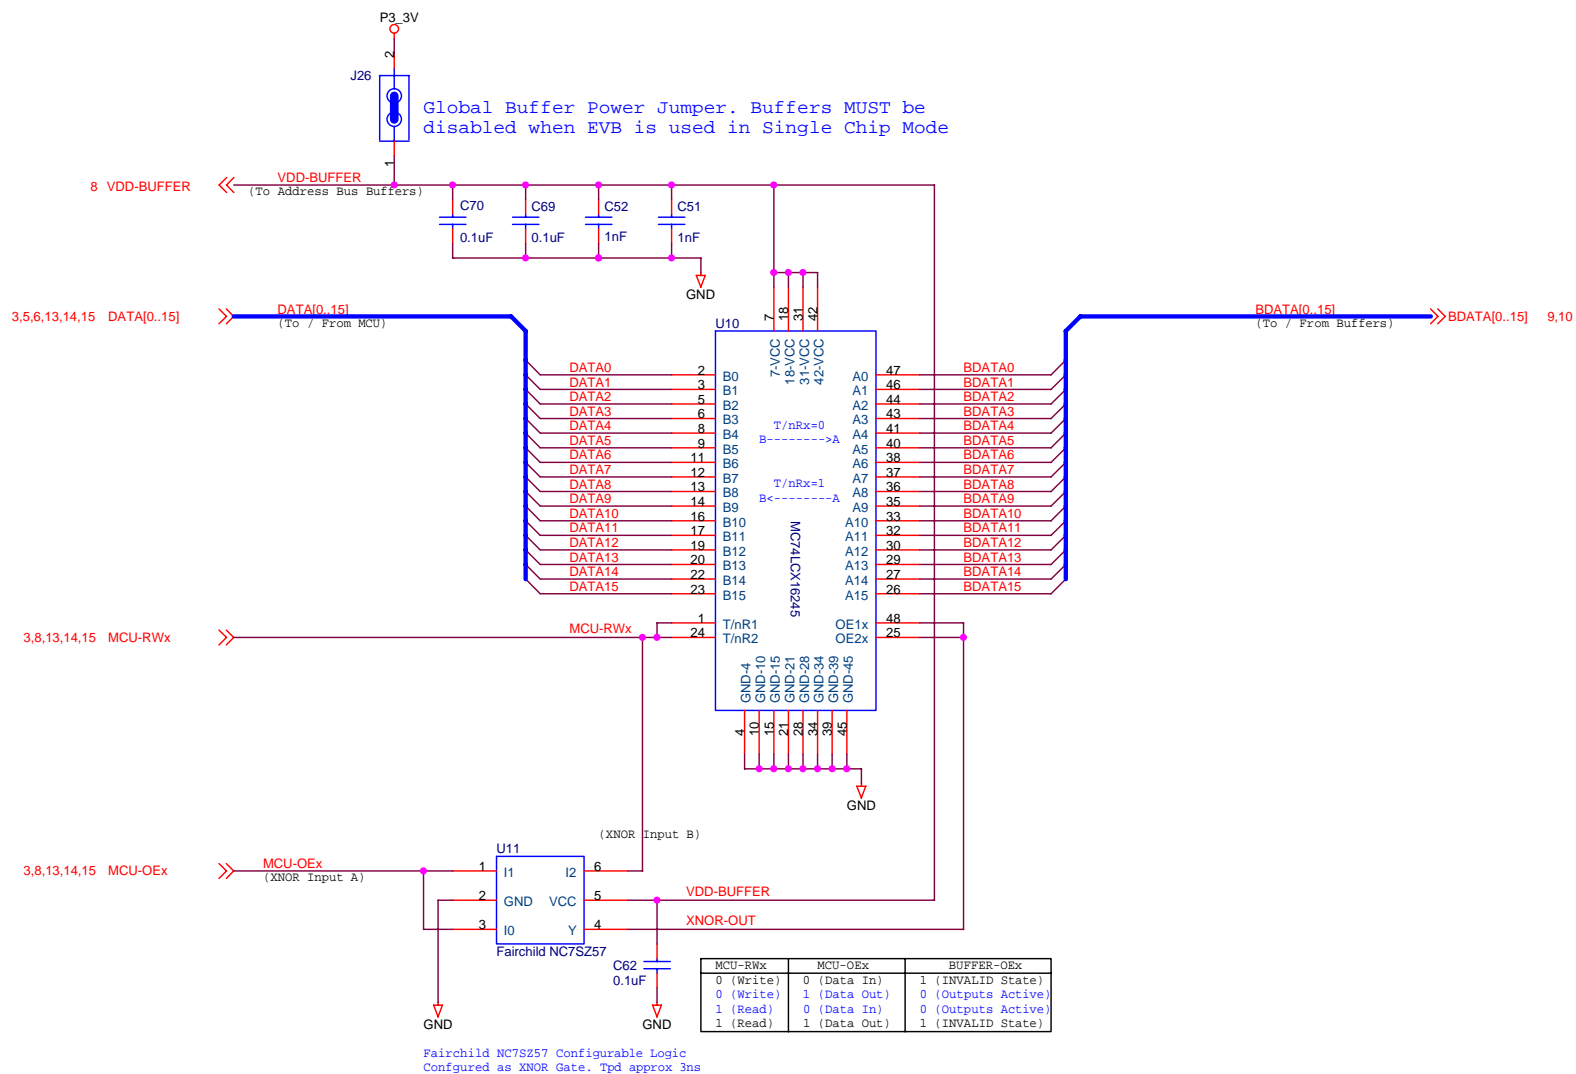 P3_3V
2
J26
Global Buffer Power Jumper. Buffers MUST be
disabled when EVB is used in Single Chip Mode
1
8 VDD-BUFFER
VDD-BUFFER
(To Address Bus Buffers)
C70
0.1uF
C69
0.1uF
C52
1nF
C51
1nF
GND
3,5,6,13,14,15 DATA[0..15]
DATA[0..15]
(To / From MCU)
BDATA[0..15]
(To / From Buffers)
BDATA[0..15] 9,10
U10
7 18 31 42
7-VCC 18-VCC 31-VCC 42-VCC
DATA0 2 B0 A0 47 BDATA0
DATA1 3 B1 A1 46 BDATA1
DATA2 5 B2 A2 44 BDATA2
DATA3 6 B3 A3 43 BDATA3
DATA4 8 B4 A4 41 BDATA4
DATA5 9 B5 A5 40 BDATA5
DATA6 11 B6 A6 38 BDATA6
DATA7 12 B7 A7 37 BDATA7
DATA8 13 B8 A8 36 BDATA8
DATA9 14 B9 A9 35 BDATA9
DATA10 16 B10 A10 33 BDATA10
DATA11 17 B11 A11 32 BDATA11
DATA12 19 B12 A12 30 BDATA12
DATA13 20 B13 A13 29 BDATA13
DATA14 22 B14 A14 27 BDATA14
DATA15 23 B15 A15 26 BDATA15
T/nRx=0
B-------->A
T/nRx=1
B<--------A
MC74LCX16245
3,8,13,14,15 MCU-RWx
MCU-RWx
1 T/nR1 OE1x 48
24 T/nR2 OE2x 25
GND-4 GND-10 GND-15 GND-21 GND-28 GND-34 GND-39 GND-45
4 10 15 21 28 34 39 45
GND
(XNOR Input B)
3,8,13,14,15 MCU-OEx
MCU-OEx
(XNOR Input A)
U11
1 I1 I2 6
2 GND VCC 5
3 I0 Y 4
Fairchild NC7SZ57
VDD-BUFFER
XNOR-OUT
C62
0.1uF
GND
GND
MCU-RWx MCU-OEx BUFFER-OEx
0 (Write) 0 (Data In) 1 (INVALID State)
0 (Write) 1 (Data Out) 0 (Outputs Active)
1 (Read) 0 (Data In) 0 (Outputs Active)
1 (Read) 1 (Data Out) 1 (INVALID State)
Fairchild NC7SZ57 Configurable Logic
Confgured as XNOR Gate. Tpd approx 3ns